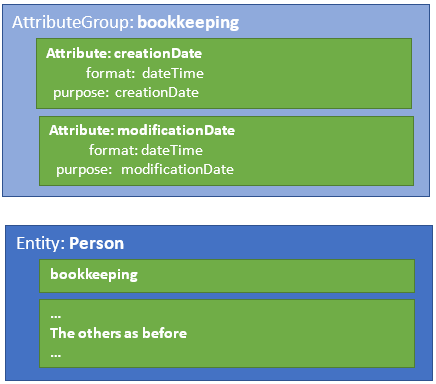 AttributeGroup: bookkeeping
Attribute: creationDate
format: dateTime
purpose: creationDate
Attribute: modificationDate
format: dateTime
purpose: modificationDate
Entity: Person
bookkeeping
...
The others as before
...